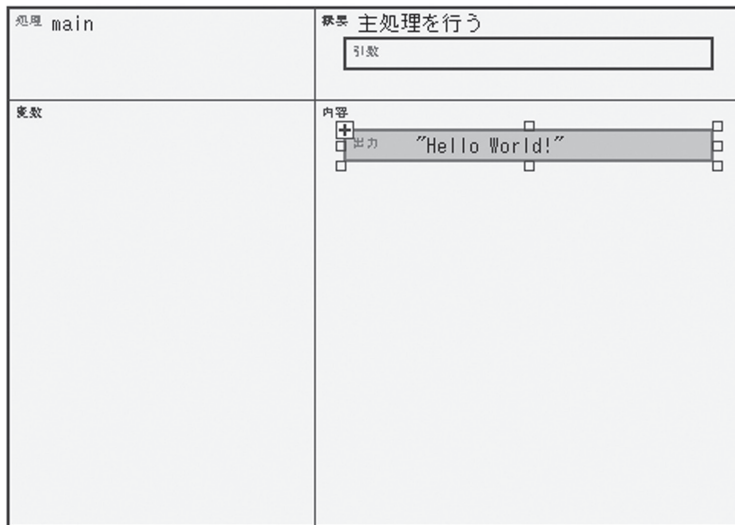 処理 main
概要 主処理を行う
引数
変数
内容
出力 "Hello World!"